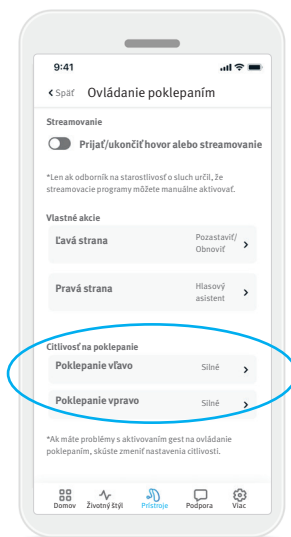 9:41
Späť Ovládanie poklepaním
Streamovanie
Prijať/ukončiť hovor alebo streamovanie
*Len ak odborník na starostlivosť o sluch určil, že
streamovacie programy môžete manuálne aktivovať.
Vlastné akcie
Ľavá strana Pozastaviť/
Obnoviť
Pravá strana Hlasový
asistent
Citlivosť na poklepanie
Poklepanie vľavo Silné
Poklepanie vpravo Silné
*Ak máte problémy s aktivovaním gest na ovládanie
poklepaním, skúste zmeniť nastavenia citlivosti.
Domov Životný štýl Prístroje Podpora Viac